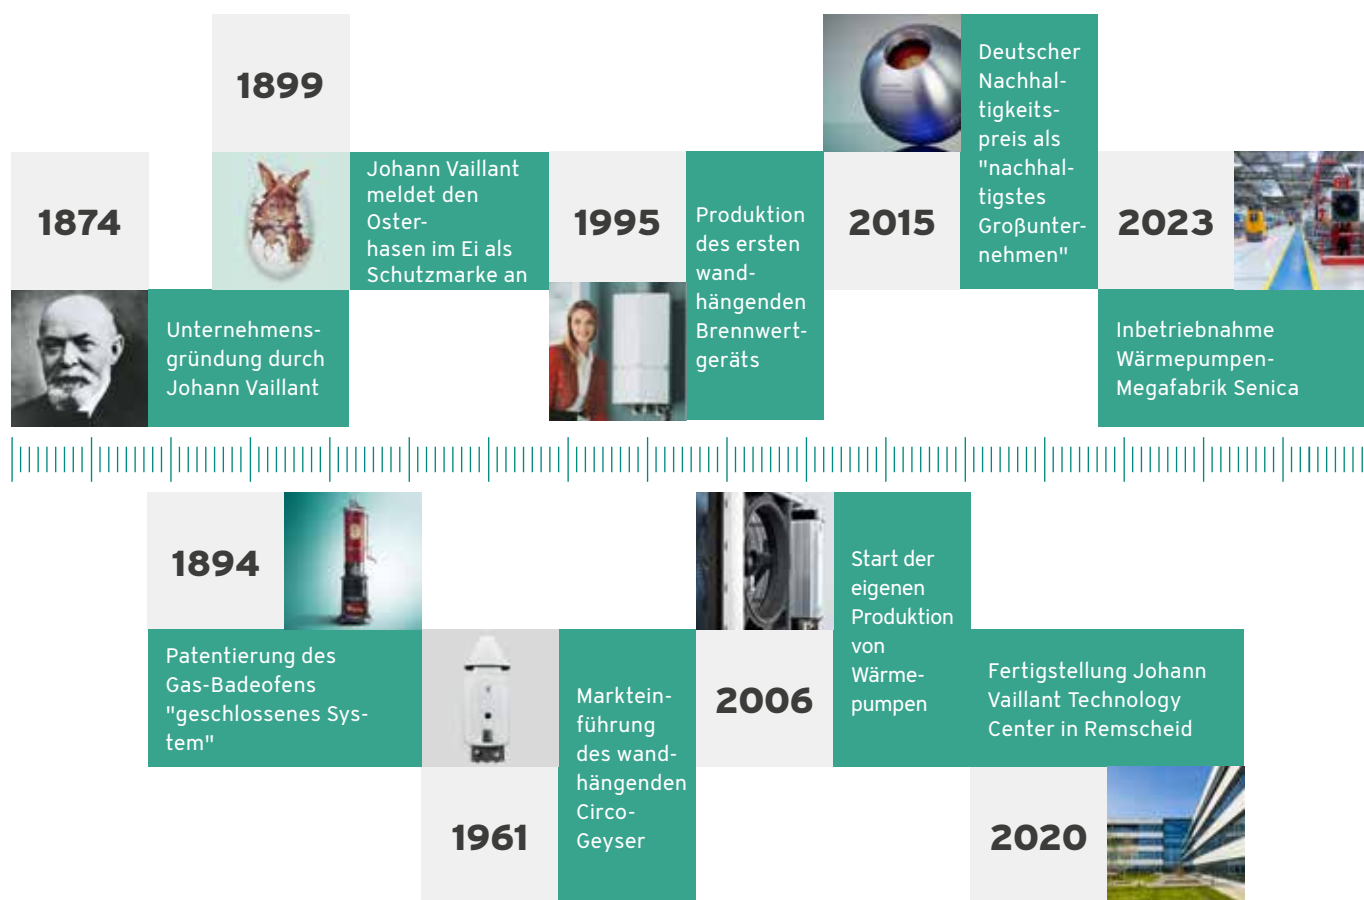 1874
Unternehmens-
gründung durch
Johann Vaillant
1899
Johann Vaillant
meldet den
Oster-
hasen im Ei als
Schutzmarke an
1995
Produktion
des ersten
wand-
hängenden
Brennwert-
geräts
2015
Deutscher
Nachhal-
tigkeits-
preis als
"nachhal-
tigstes
Großunter-
nehmen"
2023
Inbetriebnahme
Wärmepumpen-
Megafabrik Senica
1894
Patentierung des
Gas-Badeofens
"geschlossenes Sys-
tem"
1961
Marktein-
führung
des wand-
hängenden
Circo-
Geyser
2006
Start der
eigenen
Produktion
von
Wärme-
pumpen
2020
Fertigstellung Johann
Vaillant Technology
Center in Remscheid